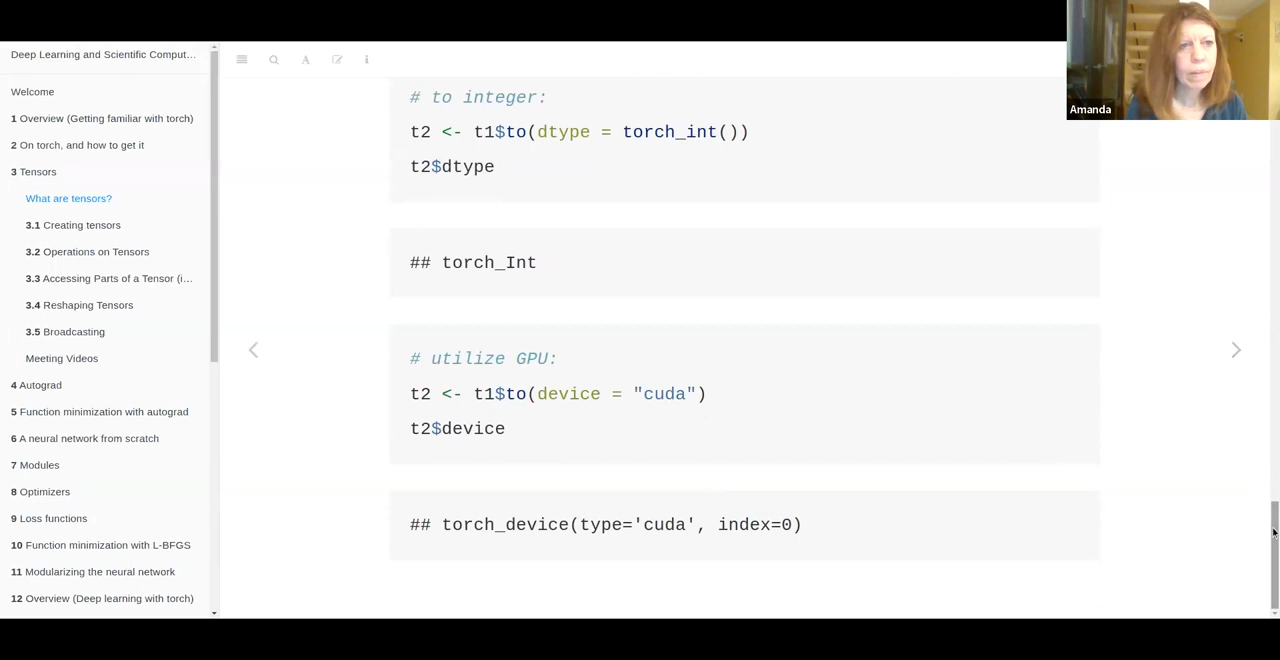 Deep Learning and Scientific Comput...
Welcome
1 Overview (Getting familiar with torch)
2 On torch, and how to get it
3 Tensors
What are tensors?
3.1 Creating tensors
3.2 Operations on Tensors
3.3 Accessing Parts of a Tensor (i...
3.4 Reshaping Tensors
3.5 Broadcasting
Meeting Videos
4 Autograd
5 Function minimization with autograd
6 A neural network from scratch
7 Modules
8 Optimizers
9 Loss functions
10 Function minimization with L-BFGS
11 Modularizing the neural network
12 Overview (Deep learning with torch)
# to integer:
t2 <- t1$to(dtype = torch_int())
t2$dtype
## torch_Int
# utilize GPU:
t2 <- t1$to(device = "cuda")
t2$device
## torch_device(type='cuda', index=0)
Amanda